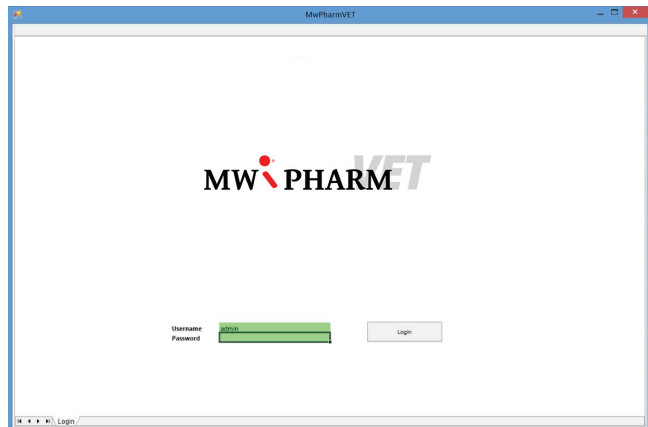 MwPharmVET
MW PHARM VET
Username admin
Password
Login
Login